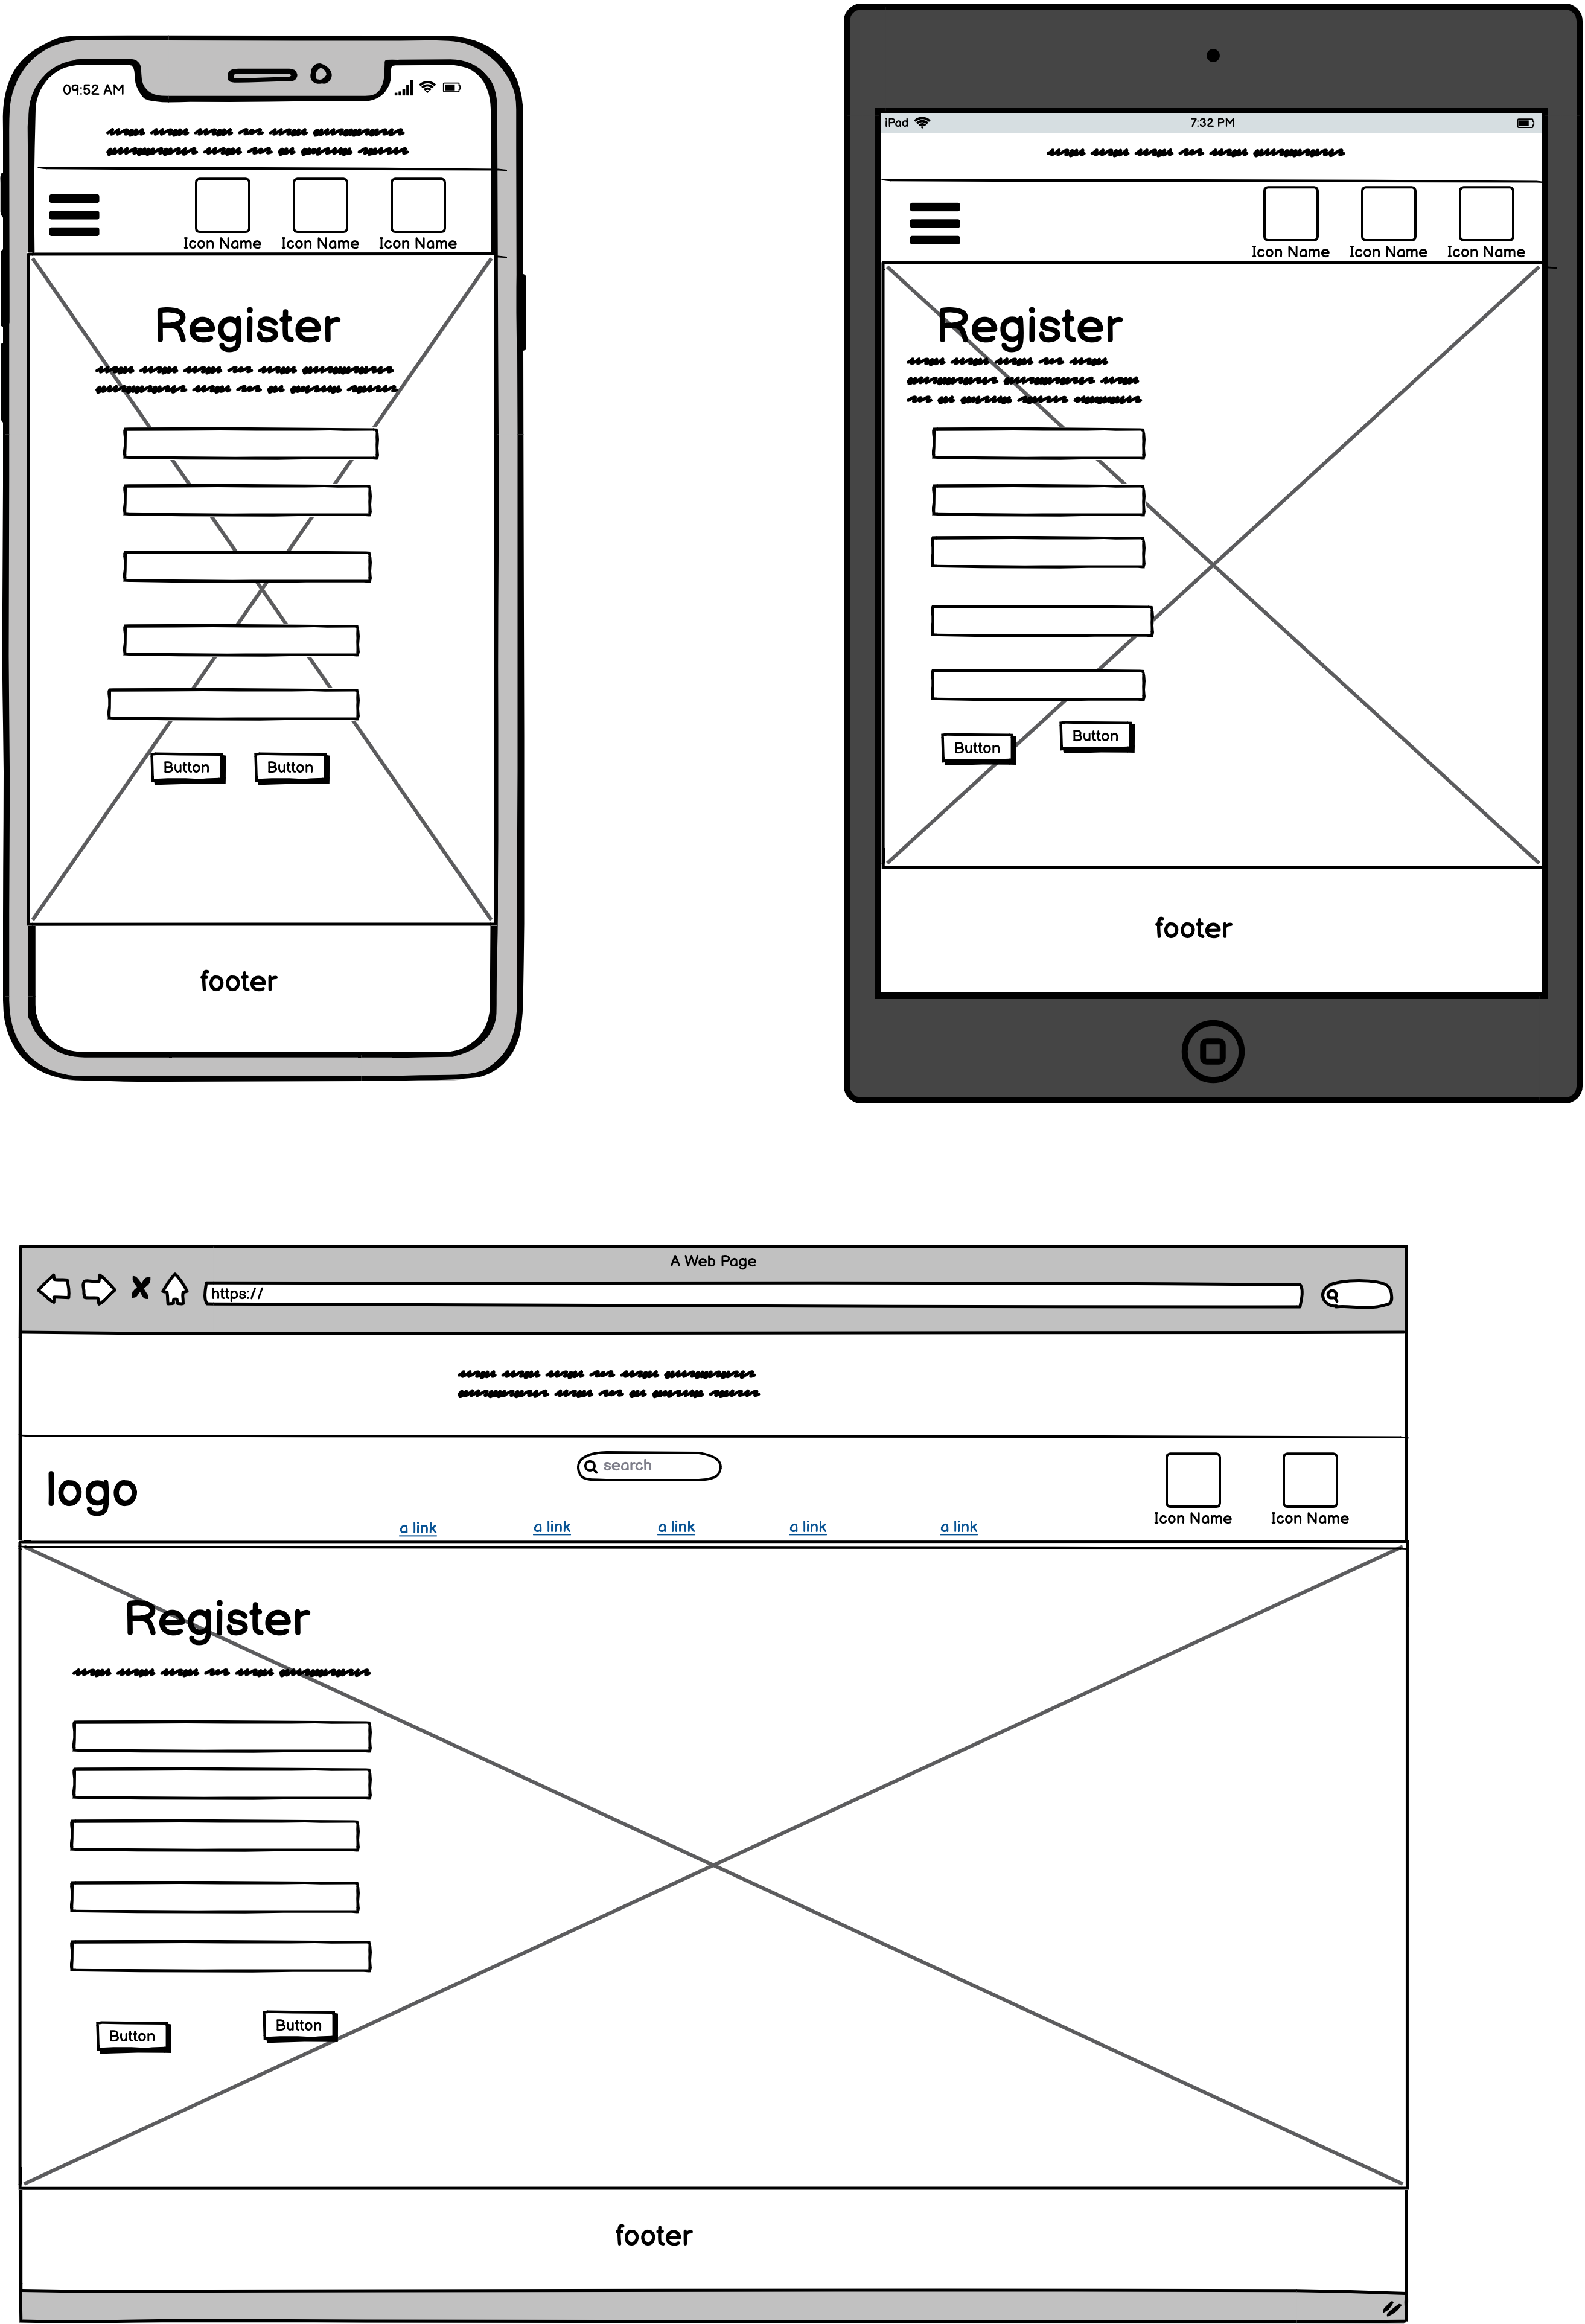 09:52 AM
Icon Name Icon Name Icon Name
Register
Button Button
footer
iPad 7:32 PM
Icon Name Icon Name Icon Name
Register
Button Button
footer
A Web Page
https://
logo
search
a link a link a link a link a link
Icon Name Icon Name
Register
Button Button
footer